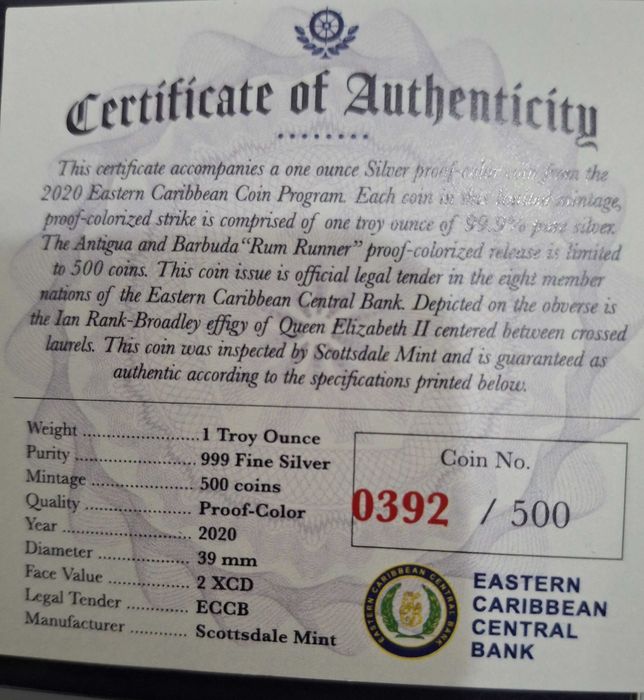 Certificate of Authenticity
This certificate accompanies a one ounce Silver proof-color coin from the
2020 Eastern Caribbean Coin Program. Each coin in this limited mintage,
proof-colorized strike is comprised of one troy ounce of 99.9% pure silver.
The Antigua and Barbuda "Rum Runner" proof-colorized release is limited
to 500 coins. This coin issue is official legal tender in the eight member
nations of the Eastern Caribbean Central Bank. Depicted on the obverse is
the Ian Rank-Broadley effigy of Queen Elizabeth II centered between crossed
laurels. This coin was inspected by Scottsdale Mint and is guaranteed as
authentic according to the specifications printed below.
Weight ........................1 Troy Ounce
Purity ......................... 999 Fine Silver
Mintage ....................... 500 coins
Quality ........................ Proof-Color
Year ............................ 2020
Diameter .................... 39 mm
Face Value ................. 2 XCD
Legal Tender .............. ECCB
Manufacturer ............. Scottsdale Mint
Coin No.
0392 / 500
EASTERN CARIBBEAN CENTRAL BANK
EASTERN
CARIBBEAN
CENTRAL
BANK